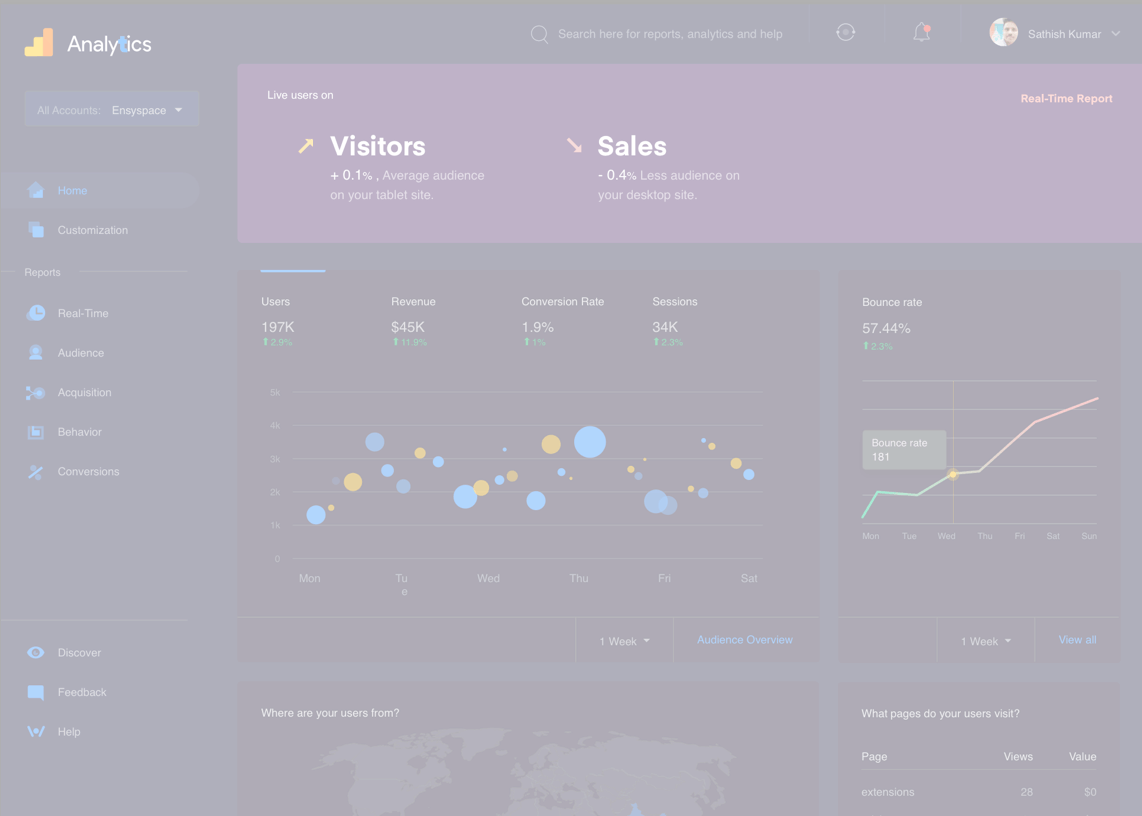 Analytics
Search here for reports, analytics and help
Sathish Kumar
All Accounts: Ensyspace
Home
Customization
Reports
Real-Time
Audience
Acquisition
Behavior
Conversions
Discover
Feedback
Help
Live users on
Real-Time Report
Visitors
+ 0.1% , Average audience
on your tablet site.
Sales
- 0.4% Less audience on
your desktop site.
Users
197K
2.9%
Revenue
$45K
11.9%
Conversion Rate
1.9%
1%
Sessions
34K
2.3%
5k
4k
3k
2k
1k
0
Mon
Tu
e
Wed
Thu
Fri
Sat
1 Week
Audience Overview
Bounce rate
57.44%
2.3%
Bounce rate
181
Mon Tue Wed Thu Fri Sat Sun
1 Week
View all
Where are your users from?
What pages do your users visit?
Page Views Value
extensions 28 $0